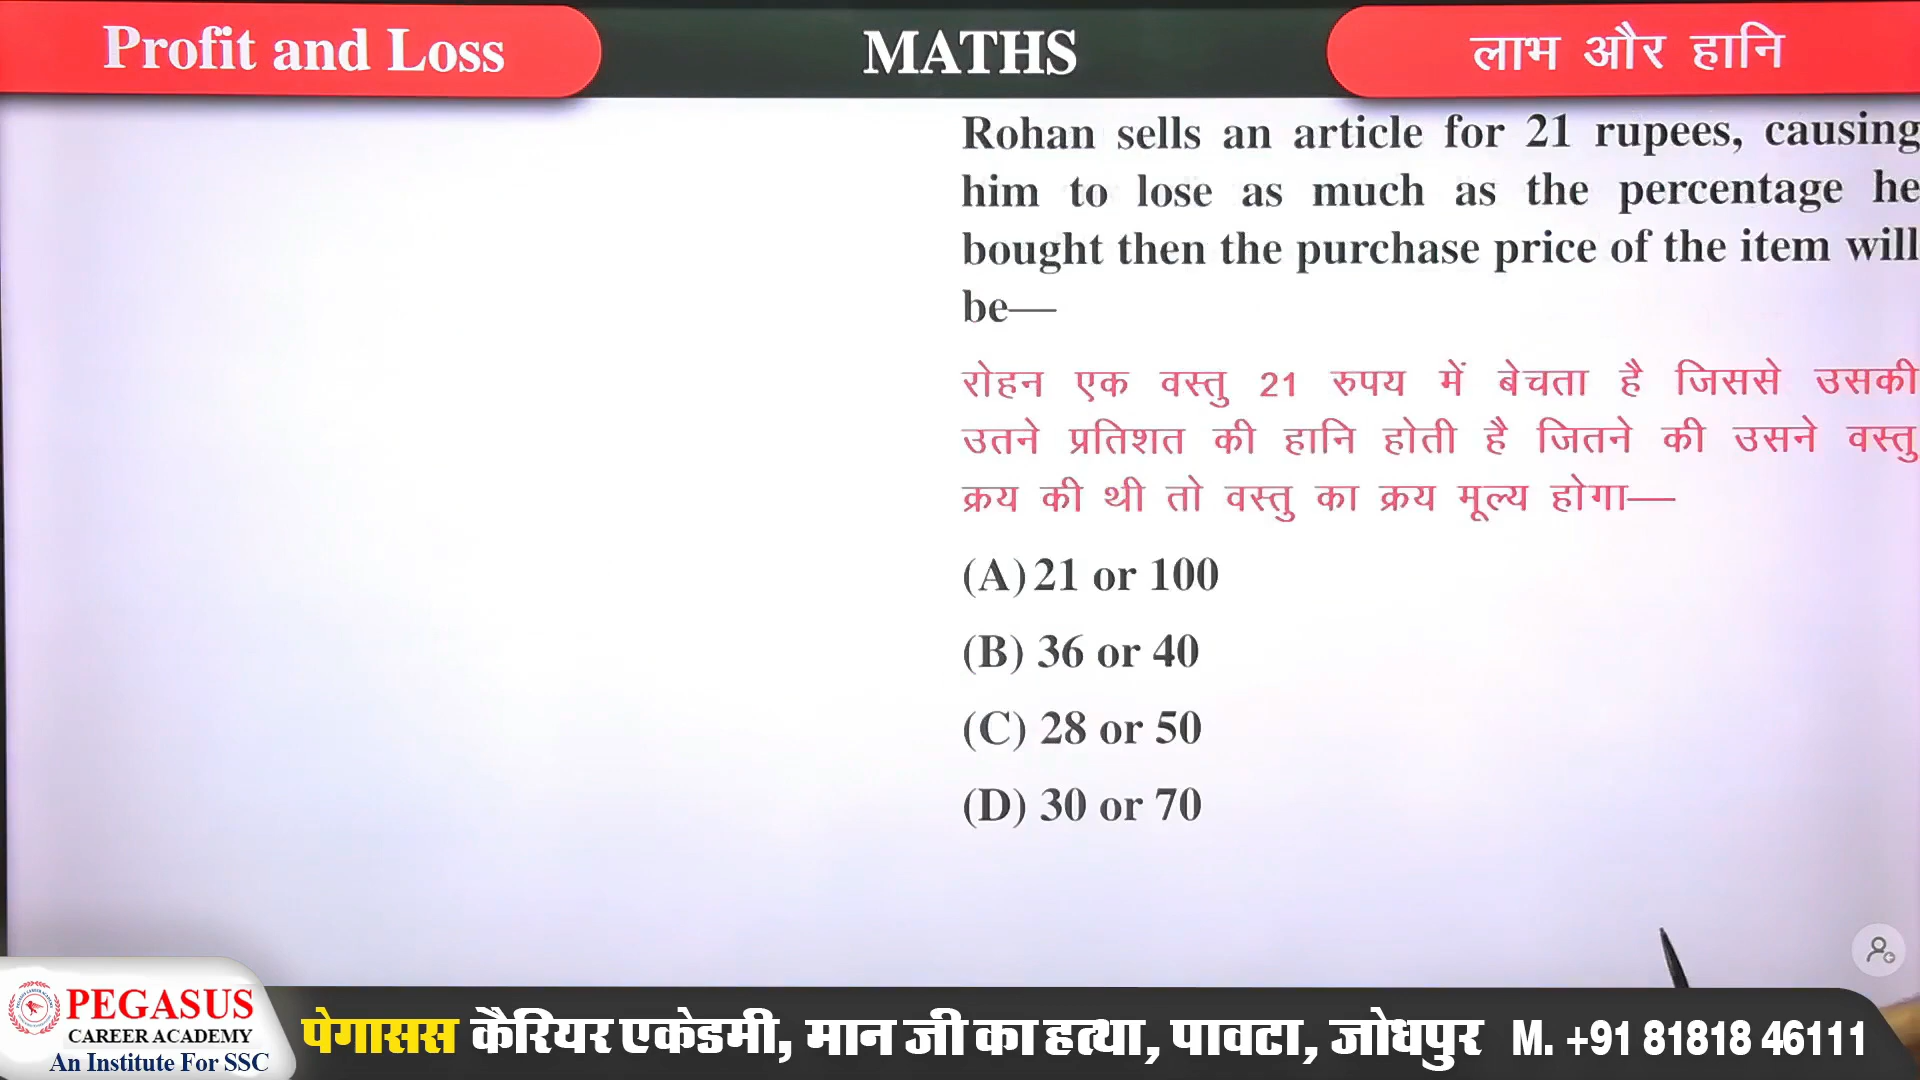 Profit and Loss
MATHS
लाभ और हानि
Rohan sells an article for 21 rupees, causing
him to lose as much as the percentage he
bought then the purchase price of the item will
be—
रोहन एक वस्तु 21 रुपय में बेचता है जिससे उसकी
उतने प्रतिशत की हानि होती है जितने की उसने वस्तु
क्रय की थी तो वस्तु का क्रय मूल्य होगा—
(A) 21 or 100
(B) 36 or 40
(C) 28 or 50
(D) 30 or 70
PEGASUS
CAREER ACADEMY
An Institute For SSC
पेगासस कैरियर एकेडमी, मान जी का हत्था, पावटा, जोधपुर M. +91 81818 46111